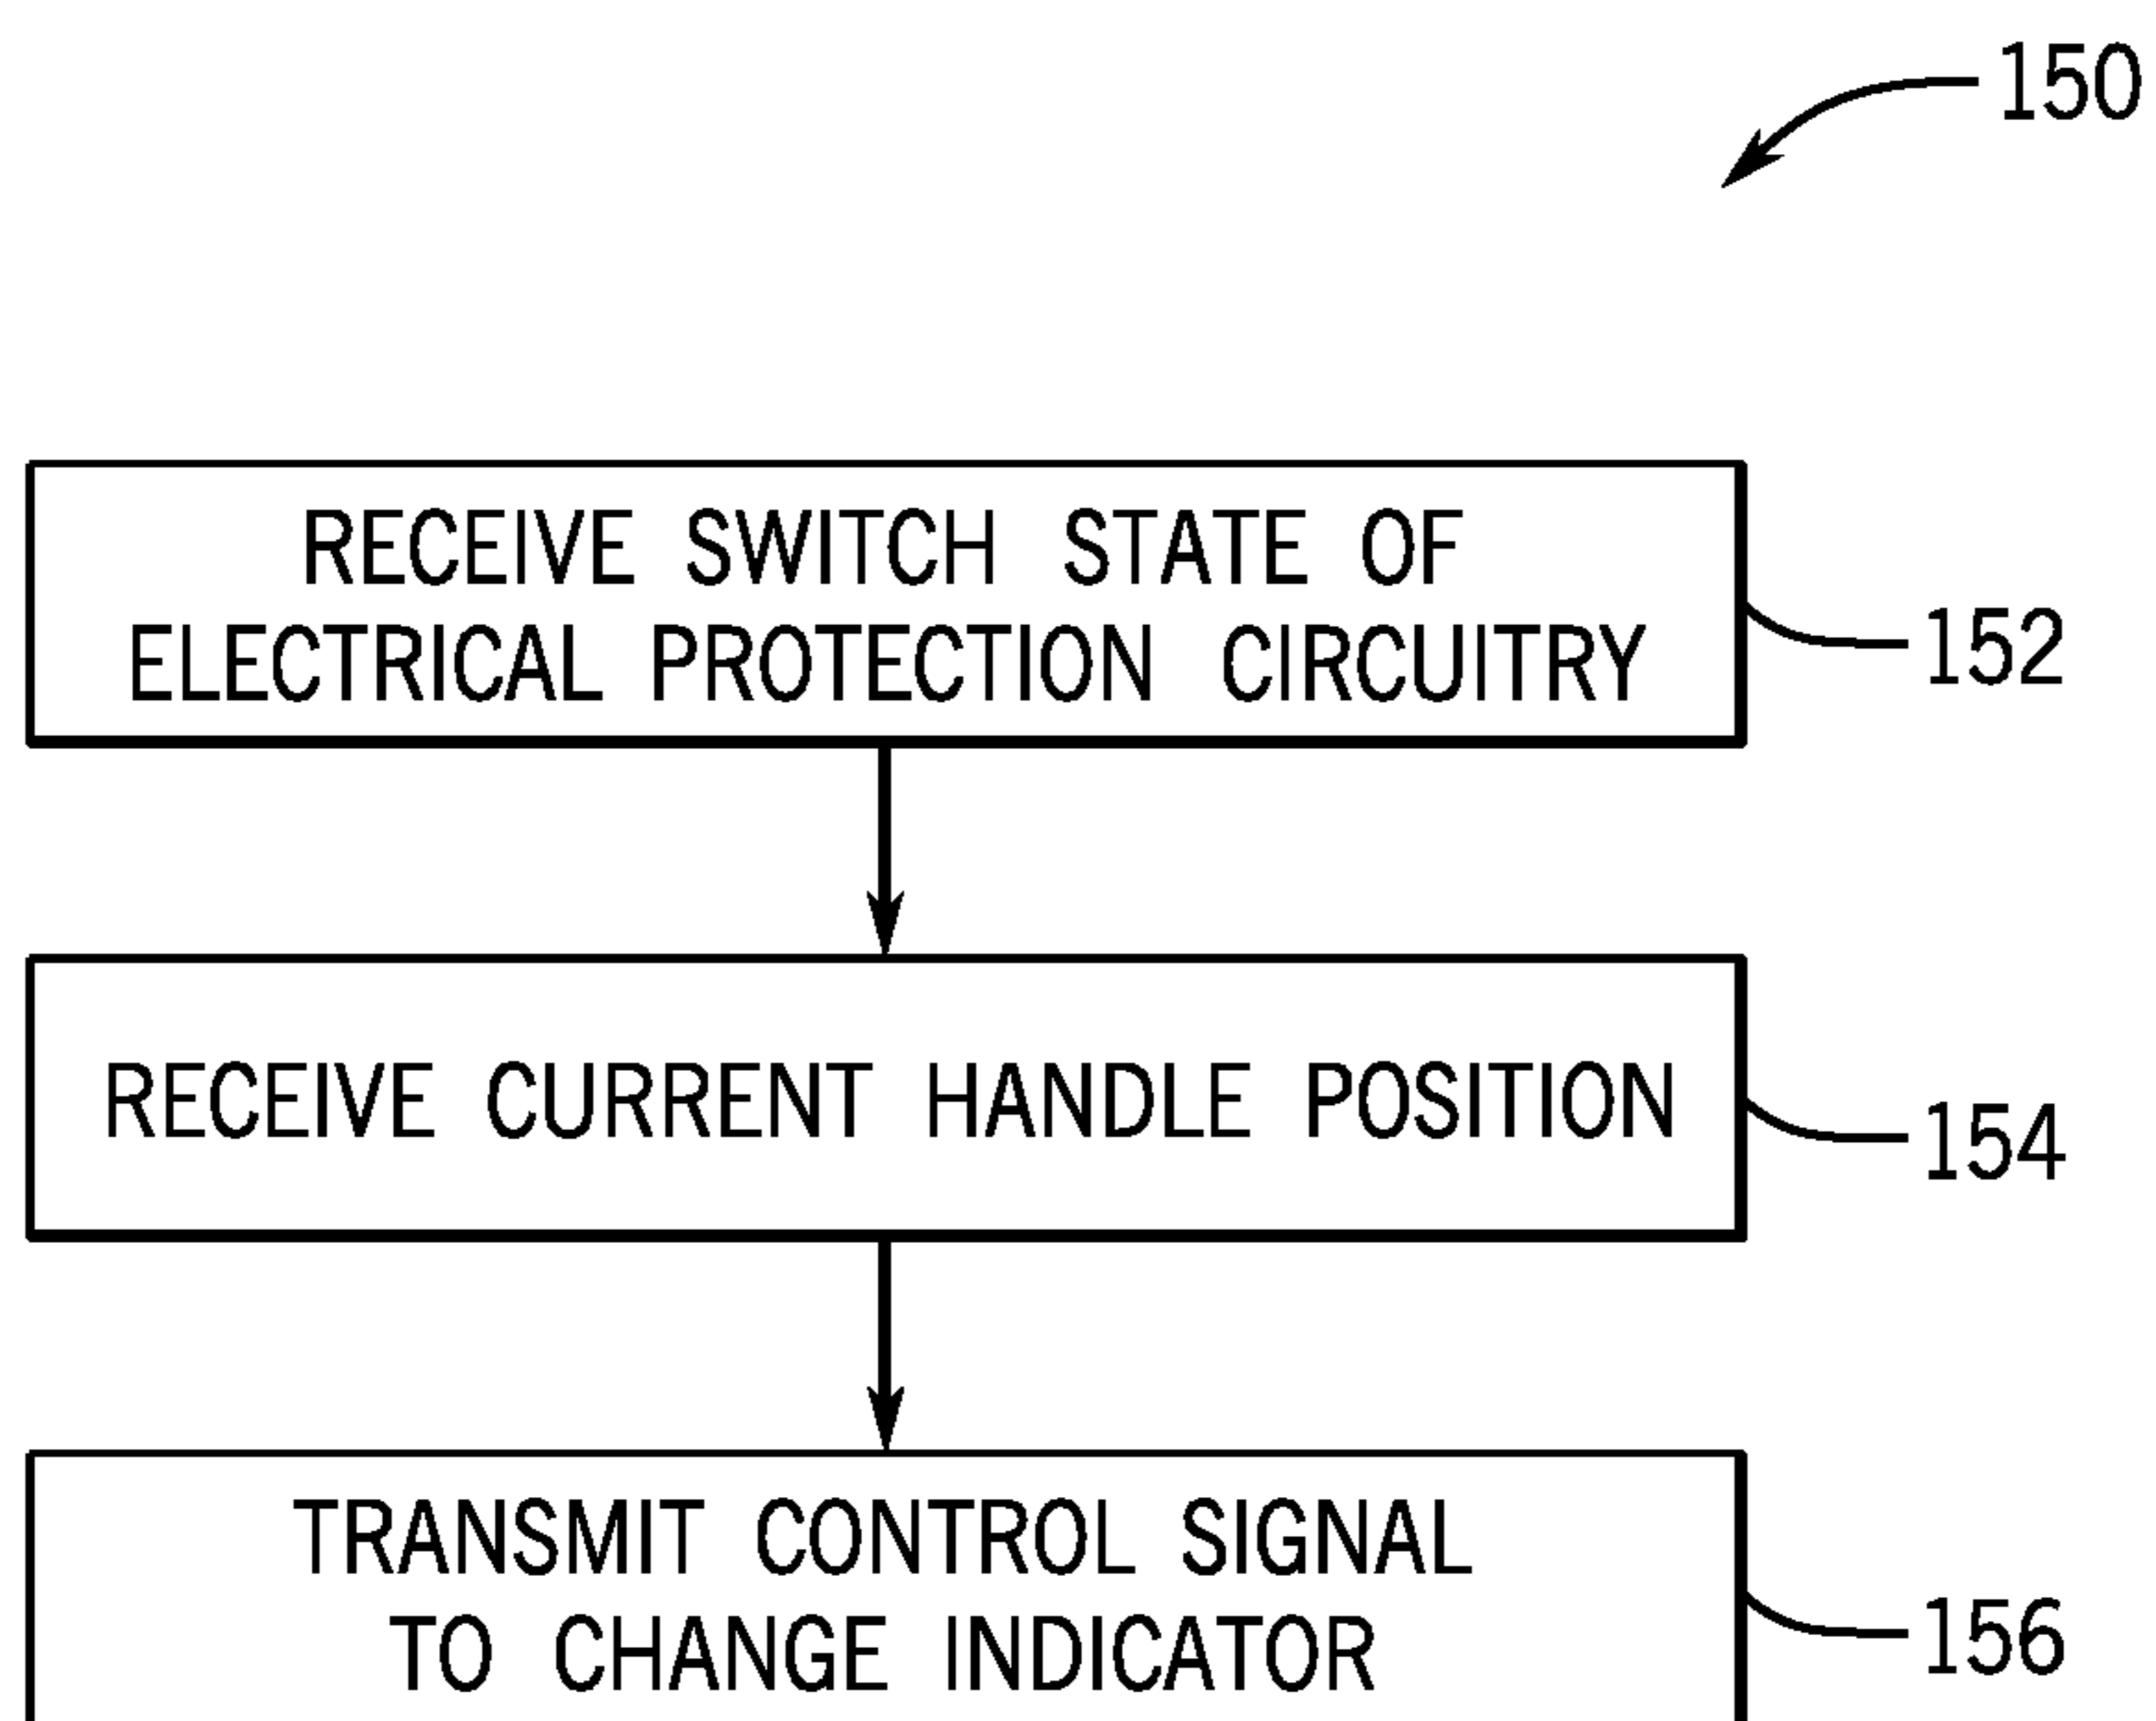 150
RECEIVE SWITCH STATE OF
ELECTRICAL PROTECTION CIRCUITRY
152
RECEIVE CURRENT HANDLE POSITION
154
TRANSMIT CONTROL SIGNAL
TO CHANGE INDICATOR
156